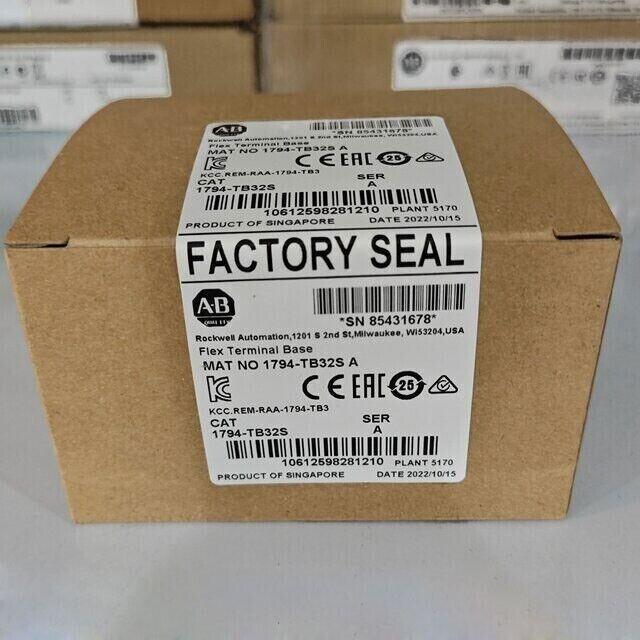 A-B
QUALITY
*SN 85431678*
Rockwell Automation,1201 S 2nd St,Milwaukee, Wi53204,USA
Flex Terminal Base
MAT NO 1794-TB32S A
CE EAC 25
KCC.REM-RAA-1794-TB3
CAT SER
1794-TB32S A
10612598281210 PLANT 5170
PRODUCT OF SINGAPORE DATE 2022/10/15
FACTORY SEAL
A-B
QUALITY
*SN 85431678*
Rockwell Automation,1201 S 2nd St,Milwaukee, Wi53204,USA
Flex Terminal Base
MAT NO 1794-TB32S A
CE EAC 25
KCC.REM-RAA-1794-TB3
CAT SER
1794-TB32S A
10612598281210 PLANT 5170
PRODUCT OF SINGAPORE DATE 2022/10/15